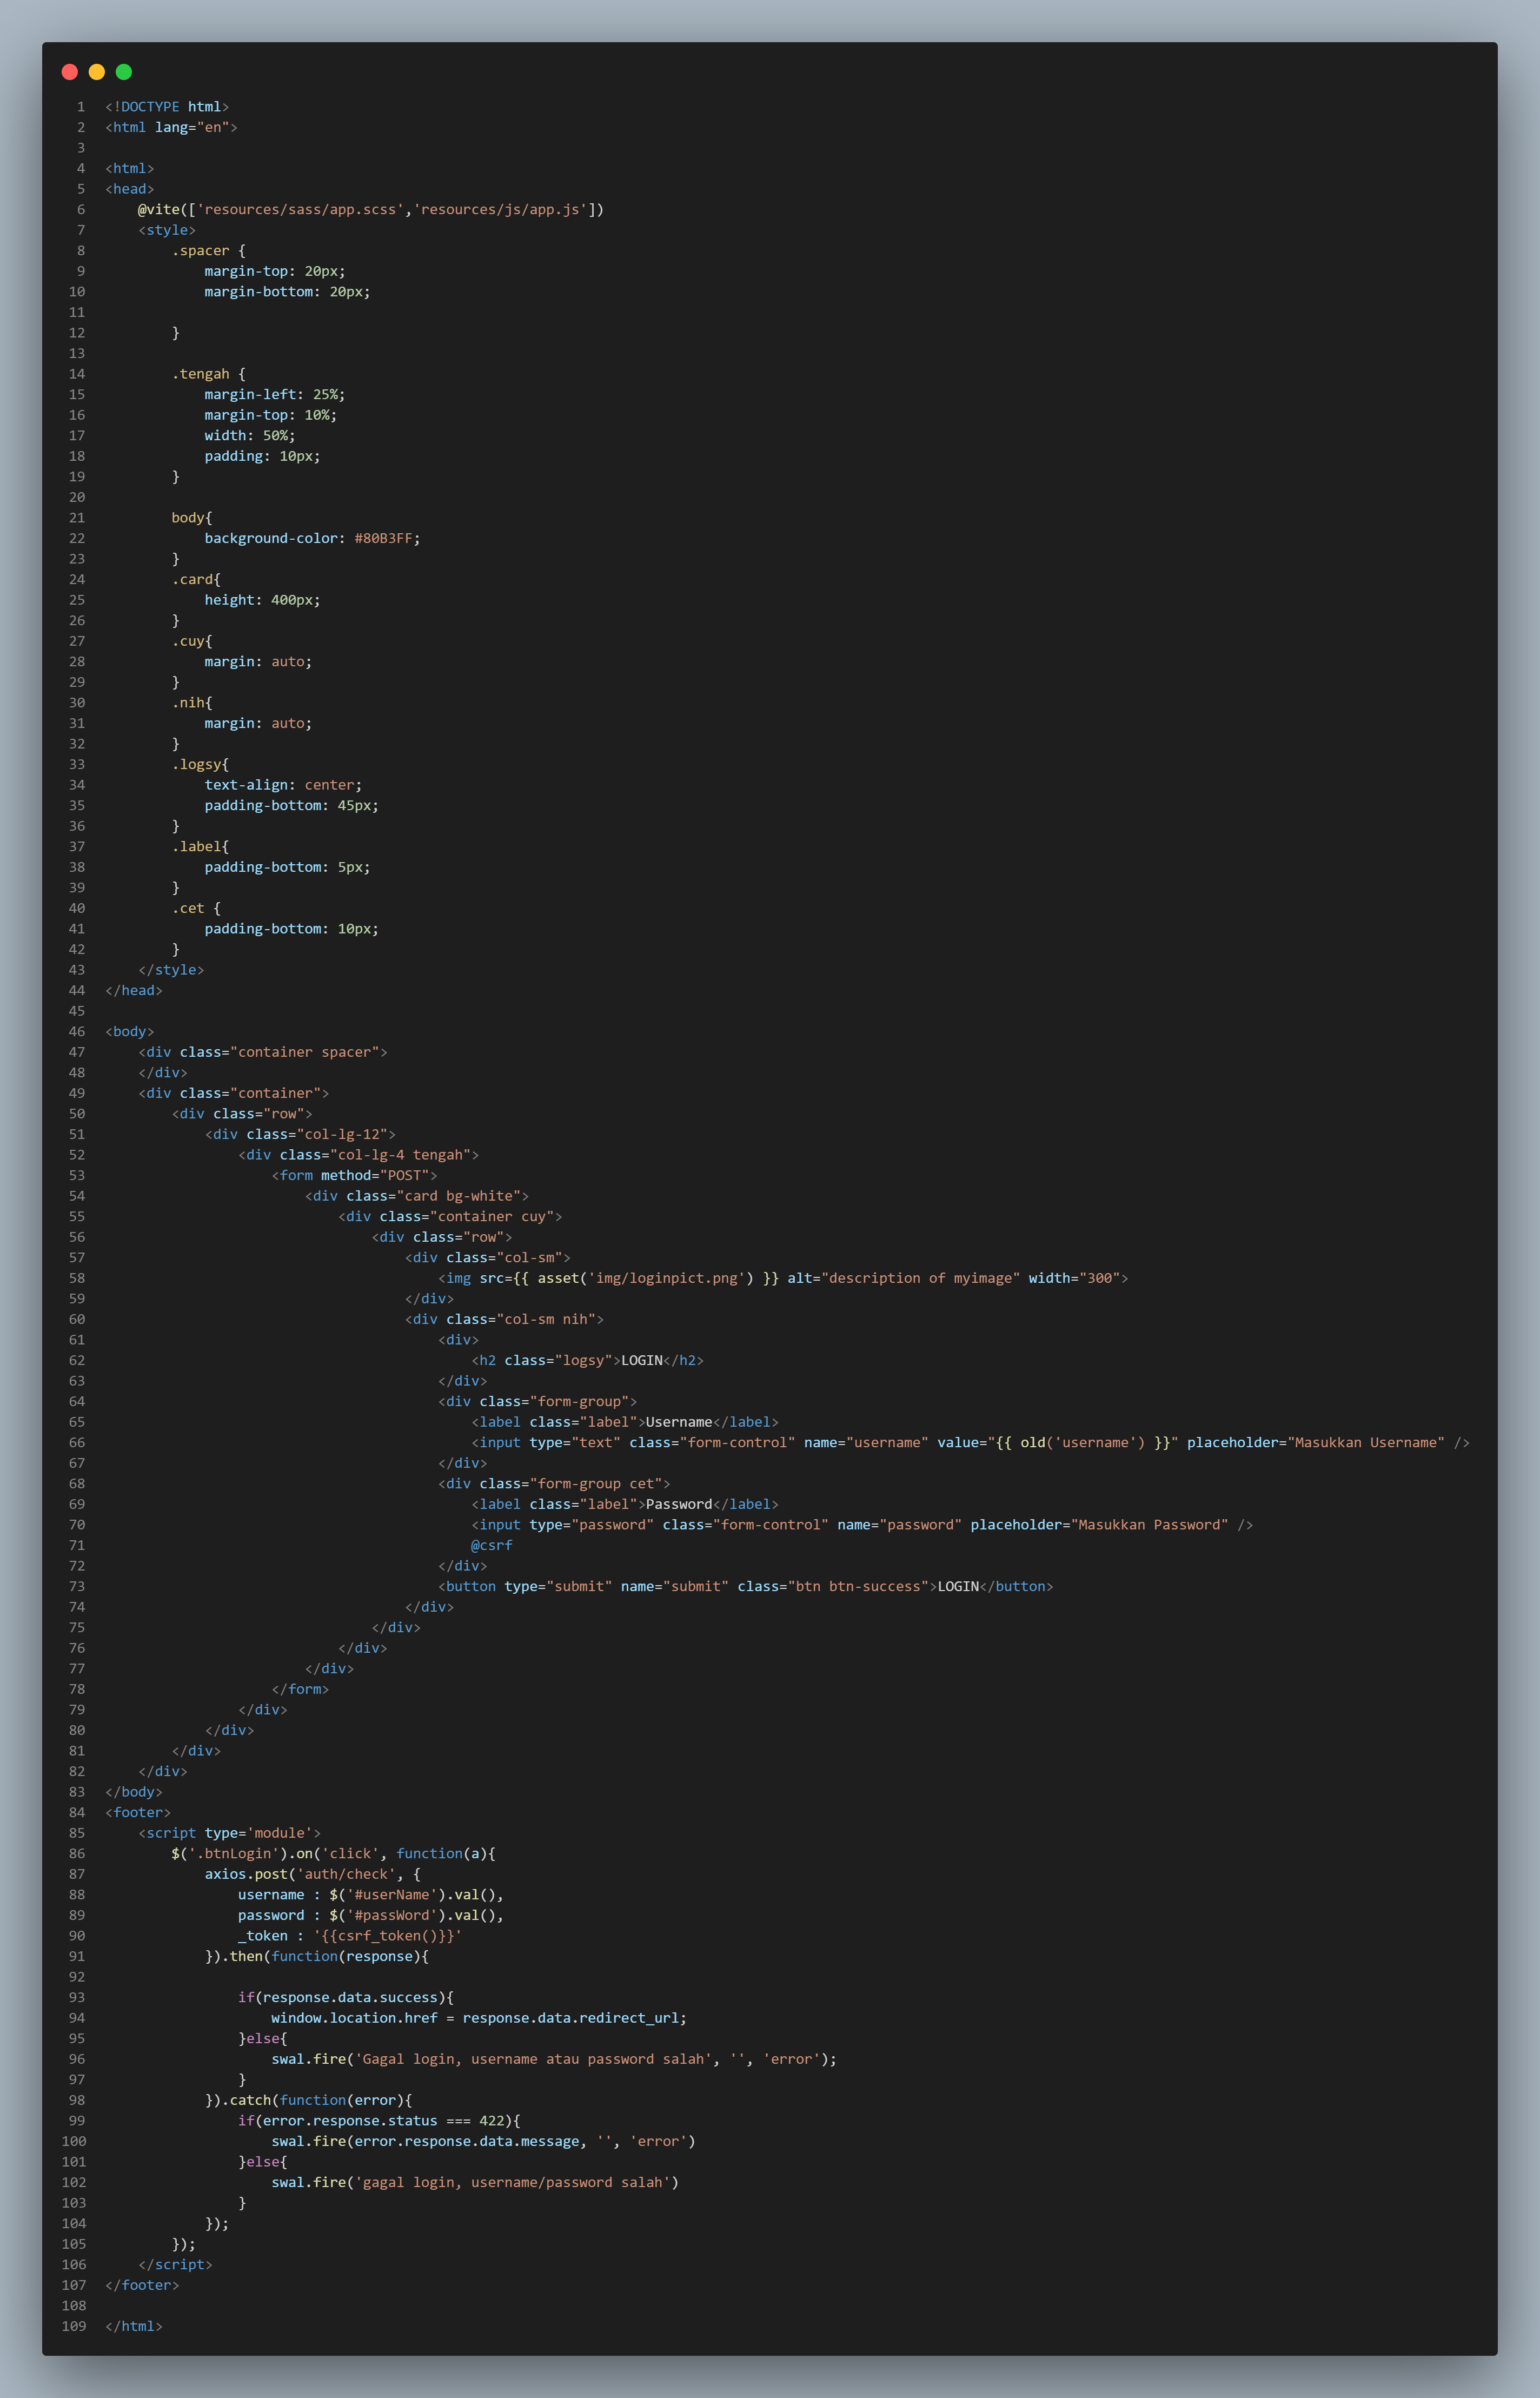 1 <!DOCTYPE html>
2 <html lang="en">
3
4 <html>
5 <head>
6     @vite(['resources/sass/app.scss','resources/js/app.js'])
7     <style>
8         .spacer {
9             margin-top: 20px;
10             margin-bottom: 20px;
11
12         }
13
14         .tengah {
15             margin-left: 25%;
16             margin-top: 10%;
17             width: 50%;
18             padding: 10px;
19         }
20
21         body{
22             background-color: #80B3FF;
23         }
24         .card{
25             height: 400px;
26         }
27         .cuy{
28             margin: auto;
29         }
30         .nih{
31             margin: auto;
32         }
33         .logsy{
34             text-align: center;
35             padding-bottom: 45px;
36         }
37         .label{
38             padding-bottom: 5px;
39         }
40         .cet {
41             padding-bottom: 10px;
42         }
43     </style>
44 </head>
45
46 <body>
47     <div class="container spacer">
48     </div>
49     <div class="container">
50         <div class="row">
51             <div class="col-lg-12">
52                 <div class="col-lg-4 tengah">
53                     <form method="POST">
54                         <div class="card bg-white">
55                             <div class="container cuy">
56                                 <div class="row">
57                                     <div class="col-sm">
58                                         <img src={{ asset('img/loginpict.png') }} alt="description of myimage" width="300">
59                                     </div>
60                                     <div class="col-sm nih">
61                                         <div>
62                                             <h2 class="logsy">LOGIN</h2>
63                                         </div>
64                                         <div class="form-group">
65                                             <label class="label">Username</label>
66                                             <input type="text" class="form-control" name="username" value="{{ old('username') }}" placeholder="Masukkan Username" />
67                                         </div>
68                                         <div class="form-group cet">
69                                             <label class="label">Password</label>
70                                             <input type="password" class="form-control" name="password" placeholder="Masukkan Password" />
71                                             @csrf
72                                         </div>
73                                         <button type="submit" name="submit" class="btn btn-success">LOGIN</button>
74                                     </div>
75                                 </div>
76                             </div>
77                         </div>
78                     </form>
79                 </div>
80             </div>
81         </div>
82     </div>
83 </body>
84 <footer>
85     <script type='module'>
86         $('.btnLogin').on('click', function(a){
87             axios.post('auth/check', {
88                 username : $('#userName').val(),
89                 password : $('#passWord').val(),
90                 _token : '{{csrf_token()}}'
91             }).then(function(response){
92
93                 if(response.data.success){
94                     window.location.href = response.data.redirect_url;
95                 }else{
96                     swal.fire('Gagal login, username atau password salah', '', 'error');
97                 }
98             }).catch(function(error){
99                 if(error.response.status === 422){
100                     swal.fire(error.response.data.message, '', 'error')
101                 }else{
102                     swal.fire('gagal login, username/password salah')
103                 }
104             });
105         });
106     </script>
107 </footer>
108
109 </html>